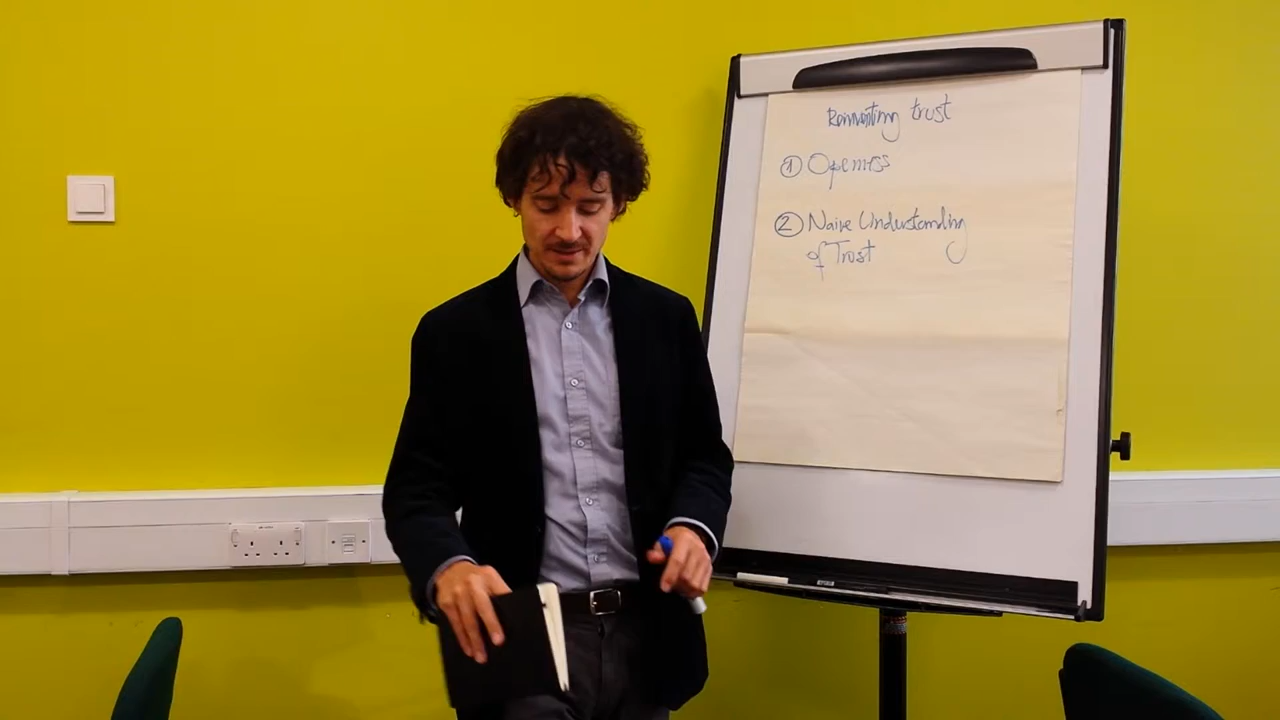 Reinventing trust
① Openness
② Naive Understanding
of Trust